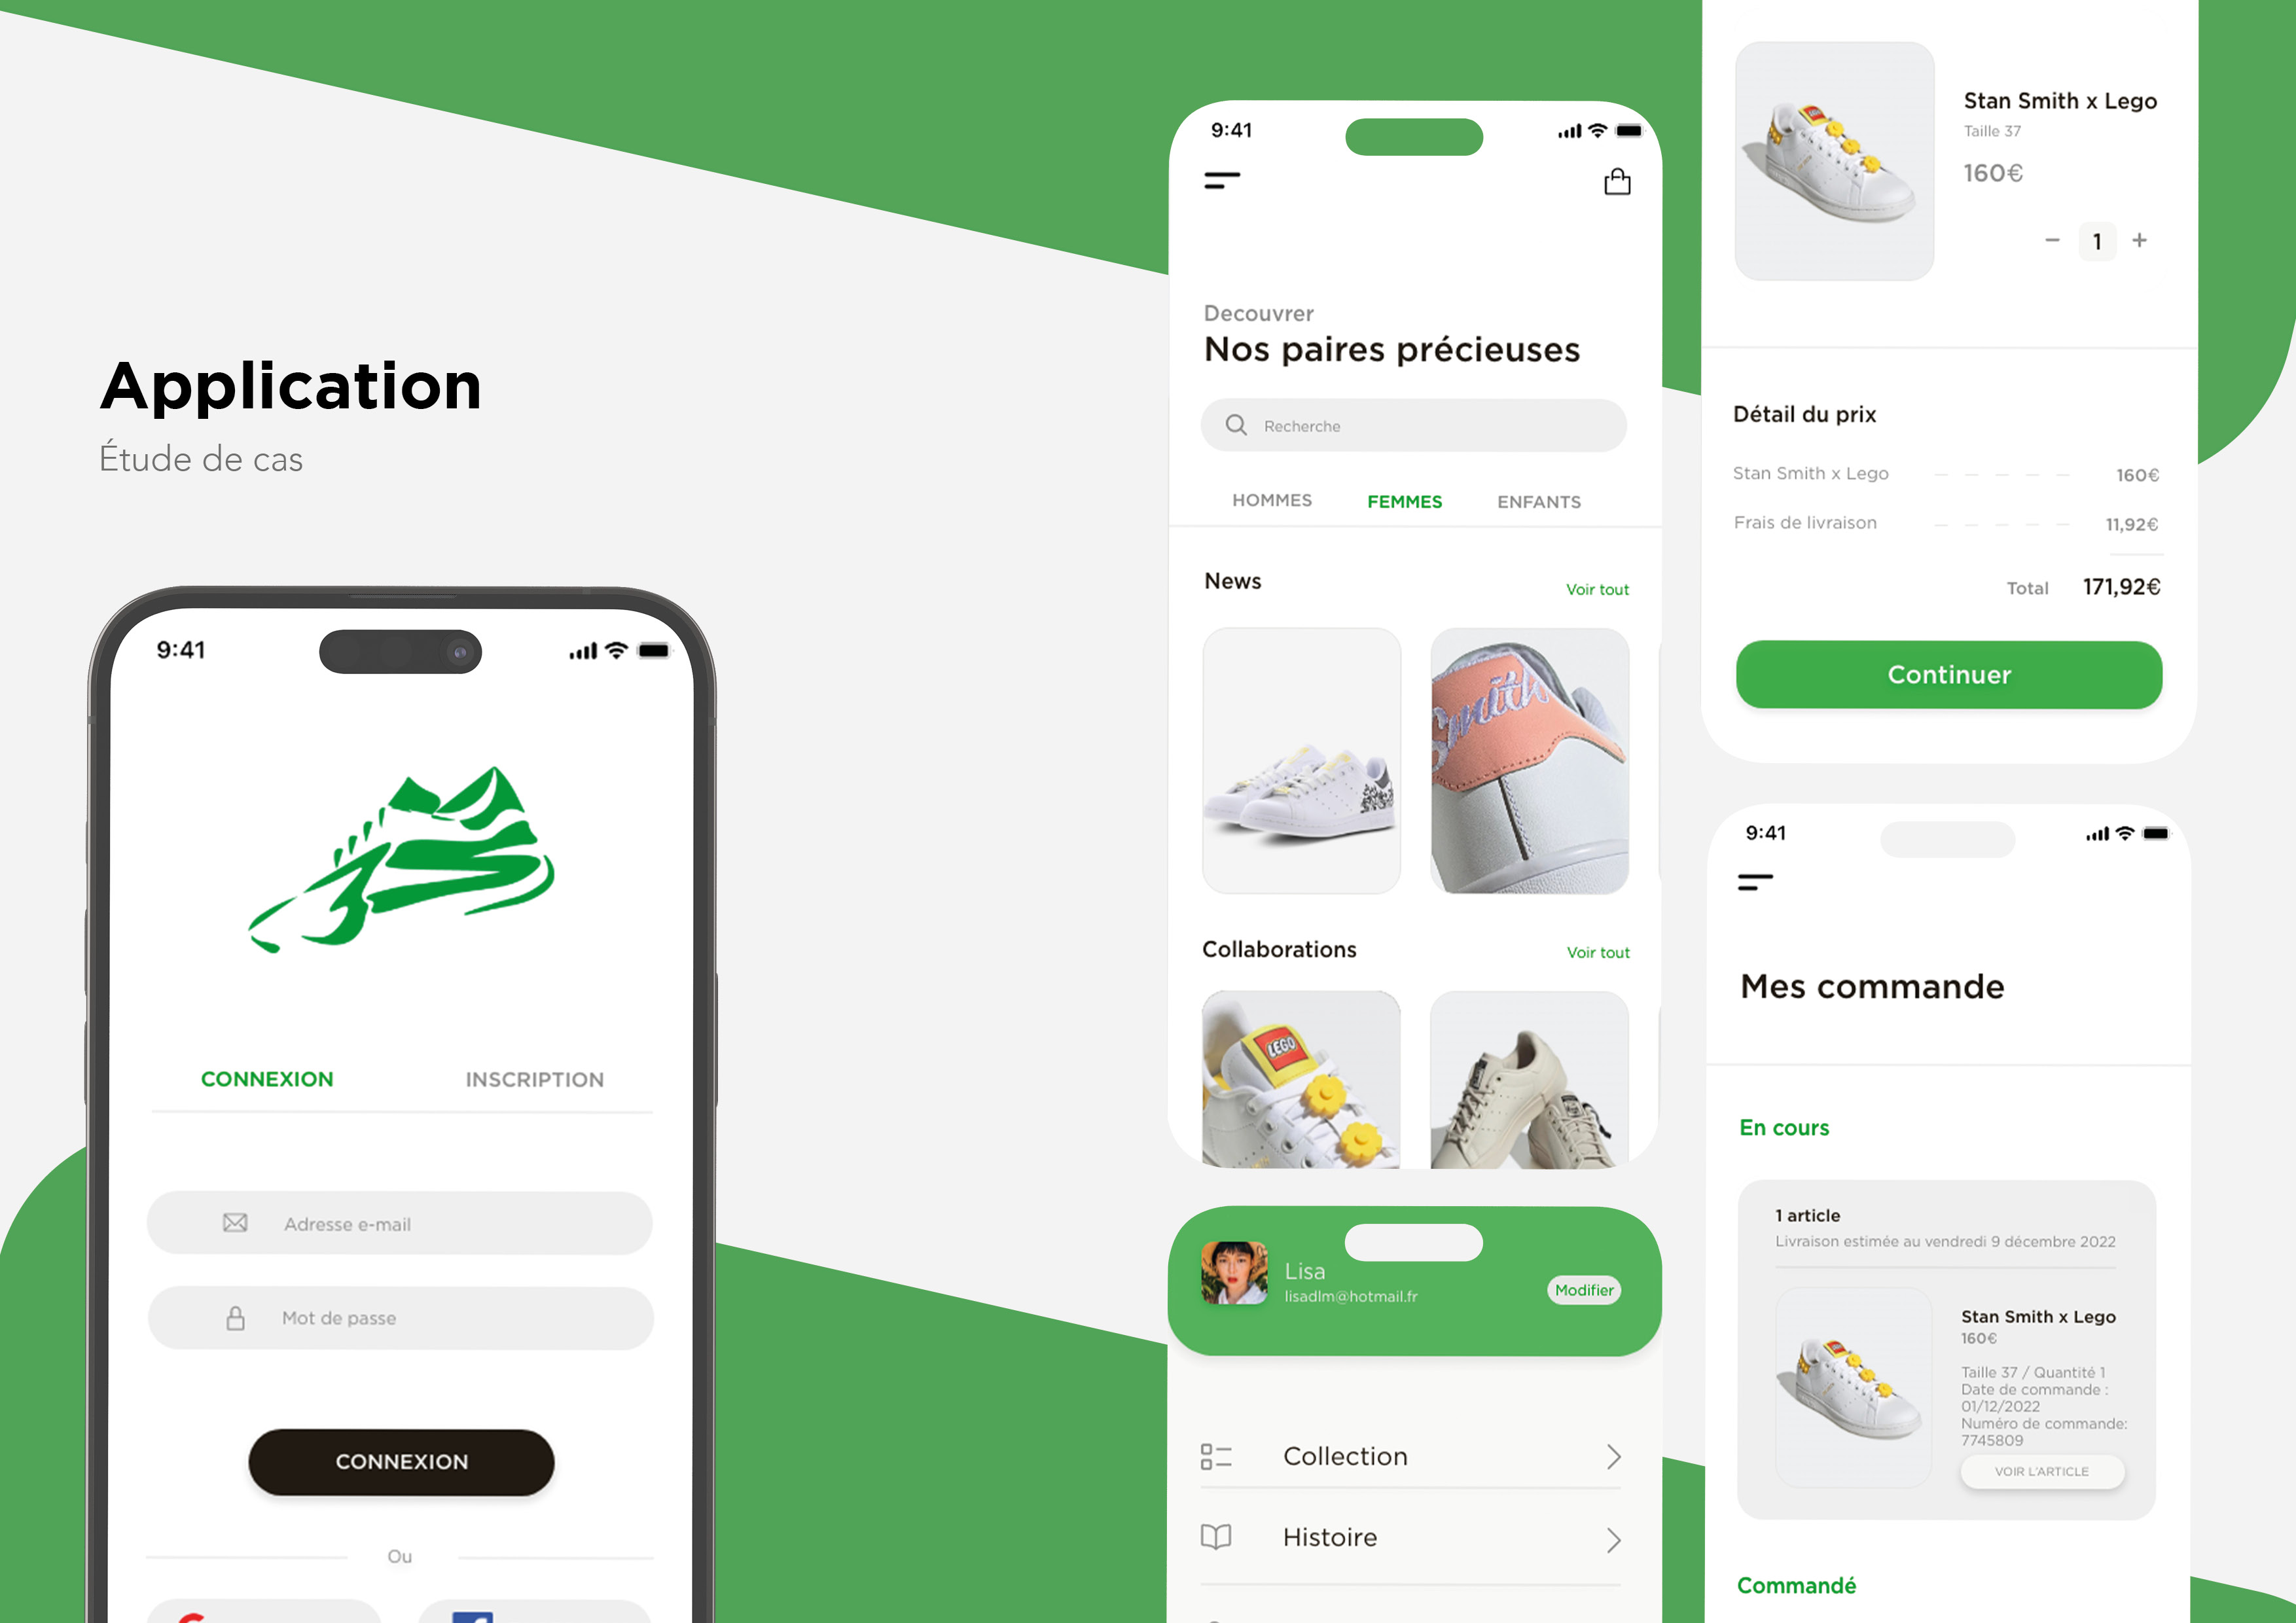 Application
Étude de cas
9:41
CONNEXION
INSCRIPTION
Adresse e-mail
Mot de passe
CONNEXION
Ou
9:41
Decouvrer
Nos paires précieuses
Recherche
HOMMES
FEMMES
ENFANTS
News
Voir tout
Smith
Collaborations
Voir tout
LEGO
Lisa
lisadlm@hotmail.fr
Modifier
Collection
Histoire
Stan Smith x Lego
Taille 37
160€
1
Détail du prix
Stan Smith x Lego
160€
Frais de livraison
11,92€
Total
171,92€
Continuer
9:41
Mes commande
En cours
1 article
Livraison estimée au vendredi 9 décembre 2022
Stan Smith x Lego
160€
Taille 37 / Quantité 1
Date de commande :
01/12/2022
Numéro de commande:
7745809
VOIR L'ARTICLE
Commandé